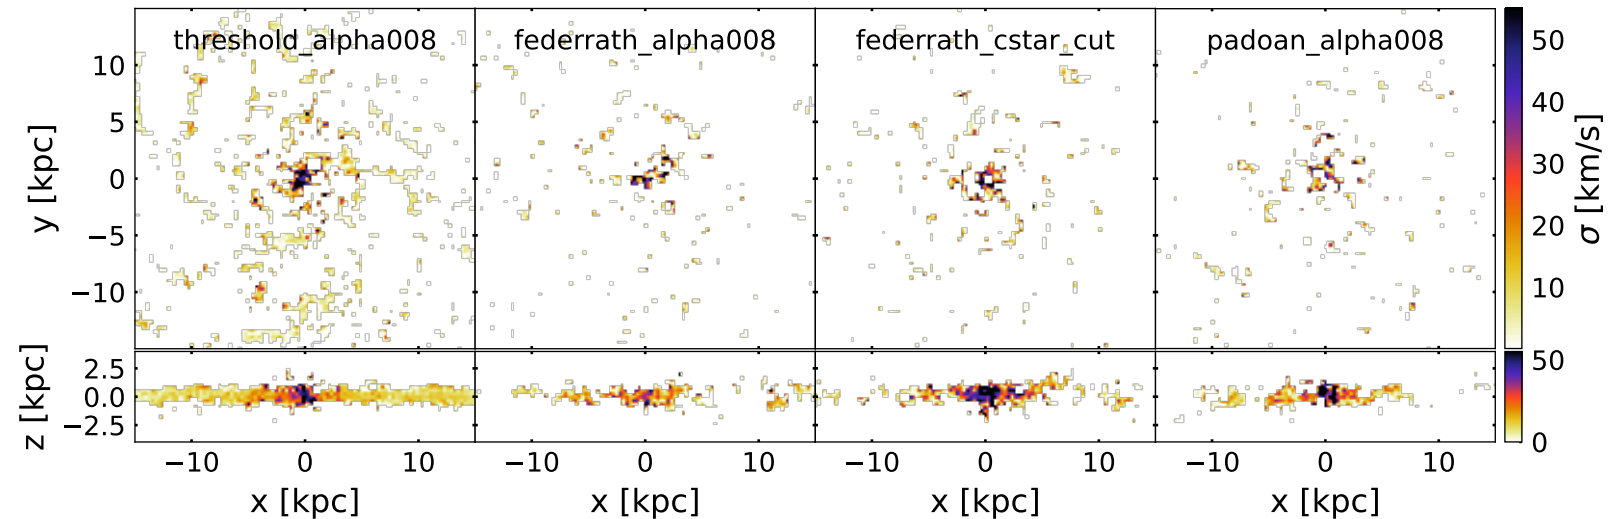 threshold_alpha008 federrath_alpha008 federrath_cstar_cut padoan_alpha008
10
5
0
−5
−10
y [kpc]
50
40
30
20
10
σ [km/s]
2.5
0.0
−2.5
z [kpc]
50
0
−10 0 10 −10 0 10 −10 0 10 −10 0 10
x [kpc] x [kpc] x [kpc] x [kpc]